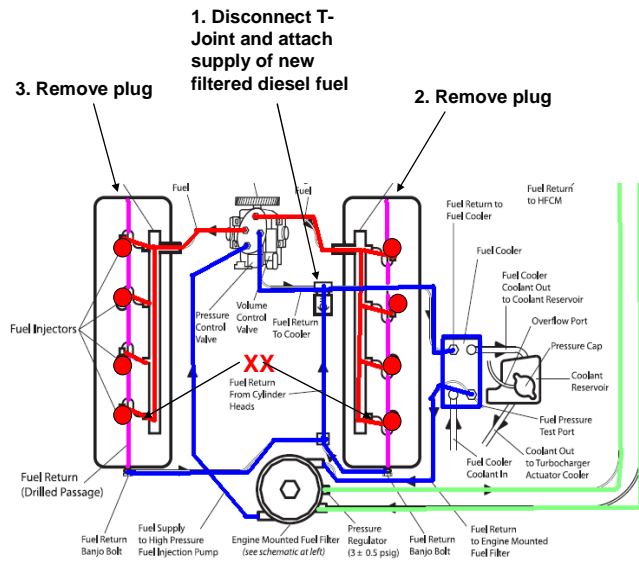 1. Disconnect T-
Joint and attach
supply of new
filtered diesel fuel
3. Remove plug
2. Remove plug
Fuel
Fuel
Fuel Return
to HFCM
Fuel Return to
Fuel Cooler
Fuel Cooler
Fuel Cooler
Coolant Out
to Coolant Reservoir
Overflow Port
Pressure Cap
Coolant
Reservoir
Fuel Injectors
Pressure
Control
Valve
Volume
Control
Valve
Fuel Return
To Cooler
XX
Fuel Return
From Cylinder
Heads
Fuel Pressure
Test Port
Coolant Out
to Turbocharger
Actuator Cooler
Fuel Cooler
Coolant In
Fuel Return
(Drilled Passage)
Fuel Return
Banjo Bolt
Fuel Supply
to High Pressure
Fuel Injection Pump
Engine Mounted Fuel Filter
(see schematic at left)
Pressure
Regulator
(3 ± 0.5 psig)
Fuel Return
Banjo Bolt
Fuel Return
to Engine Mounted
Fuel Filter